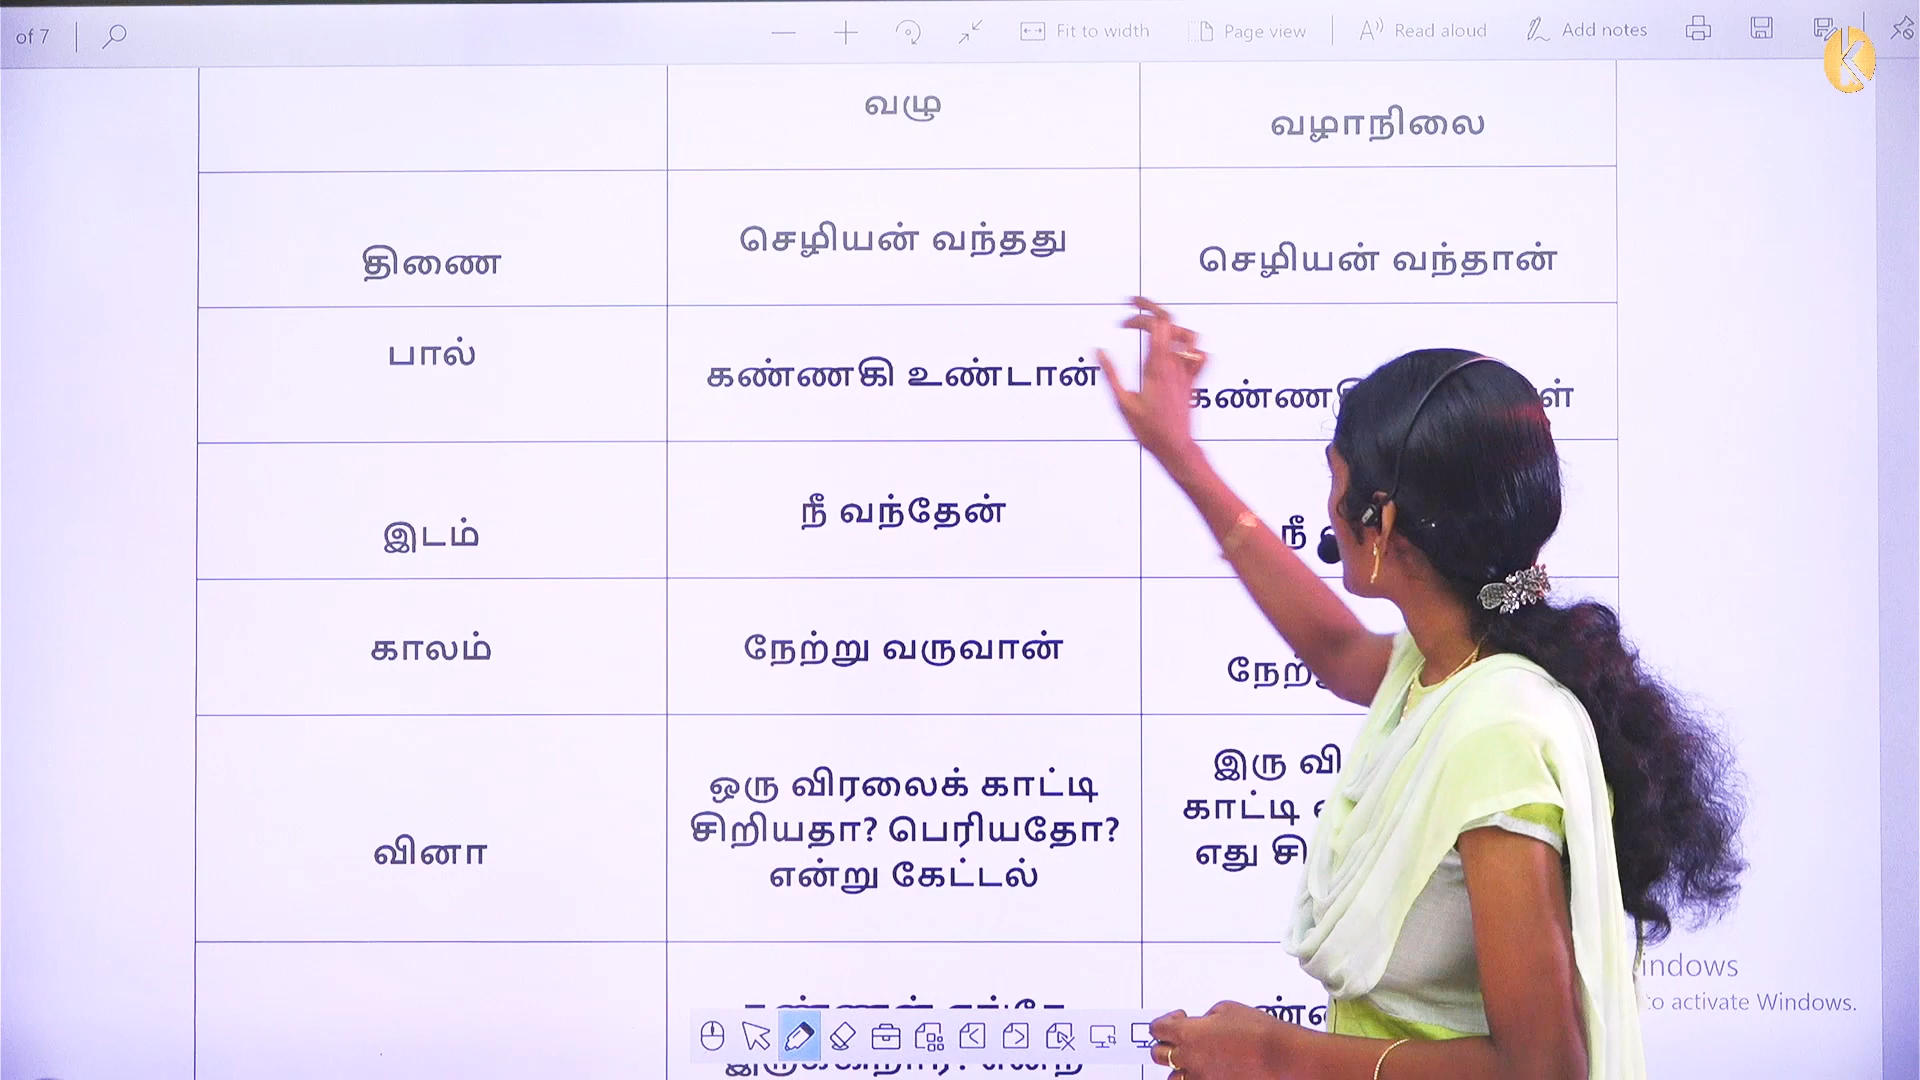 of 7
Fit to width
Page view
Read aloud
Add notes
வழு
வழாநிலை
திணை
செழியன் வந்தது
செழியன் வந்தான்
பால்
கண்ணகி உண்டான்
இடம்
நீ வந்தேன்
நீ
காலம்
நேற்று வருவான்
வினா
ஒரு விரலைக் காட்டி
சிறியதா? பெரியதோ?
என்று கேட்டல்
இரு
காட்டி
எது
to activate Windows.